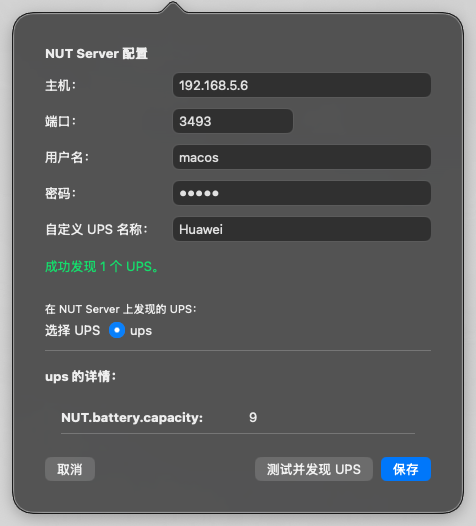 NUT Server 配置
主机： 192.168.5.6
端口： 3493
用户名： macos
密码： ●●●●●
自定义 UPS 名称： Huawei
成功发现 1 个 UPS。
在 NUT Server 上发现的 UPS：
选择 UPS ups
ups 的详情：
NUT.battery.capacity: 9
取消 测试并发现 UPS 保存